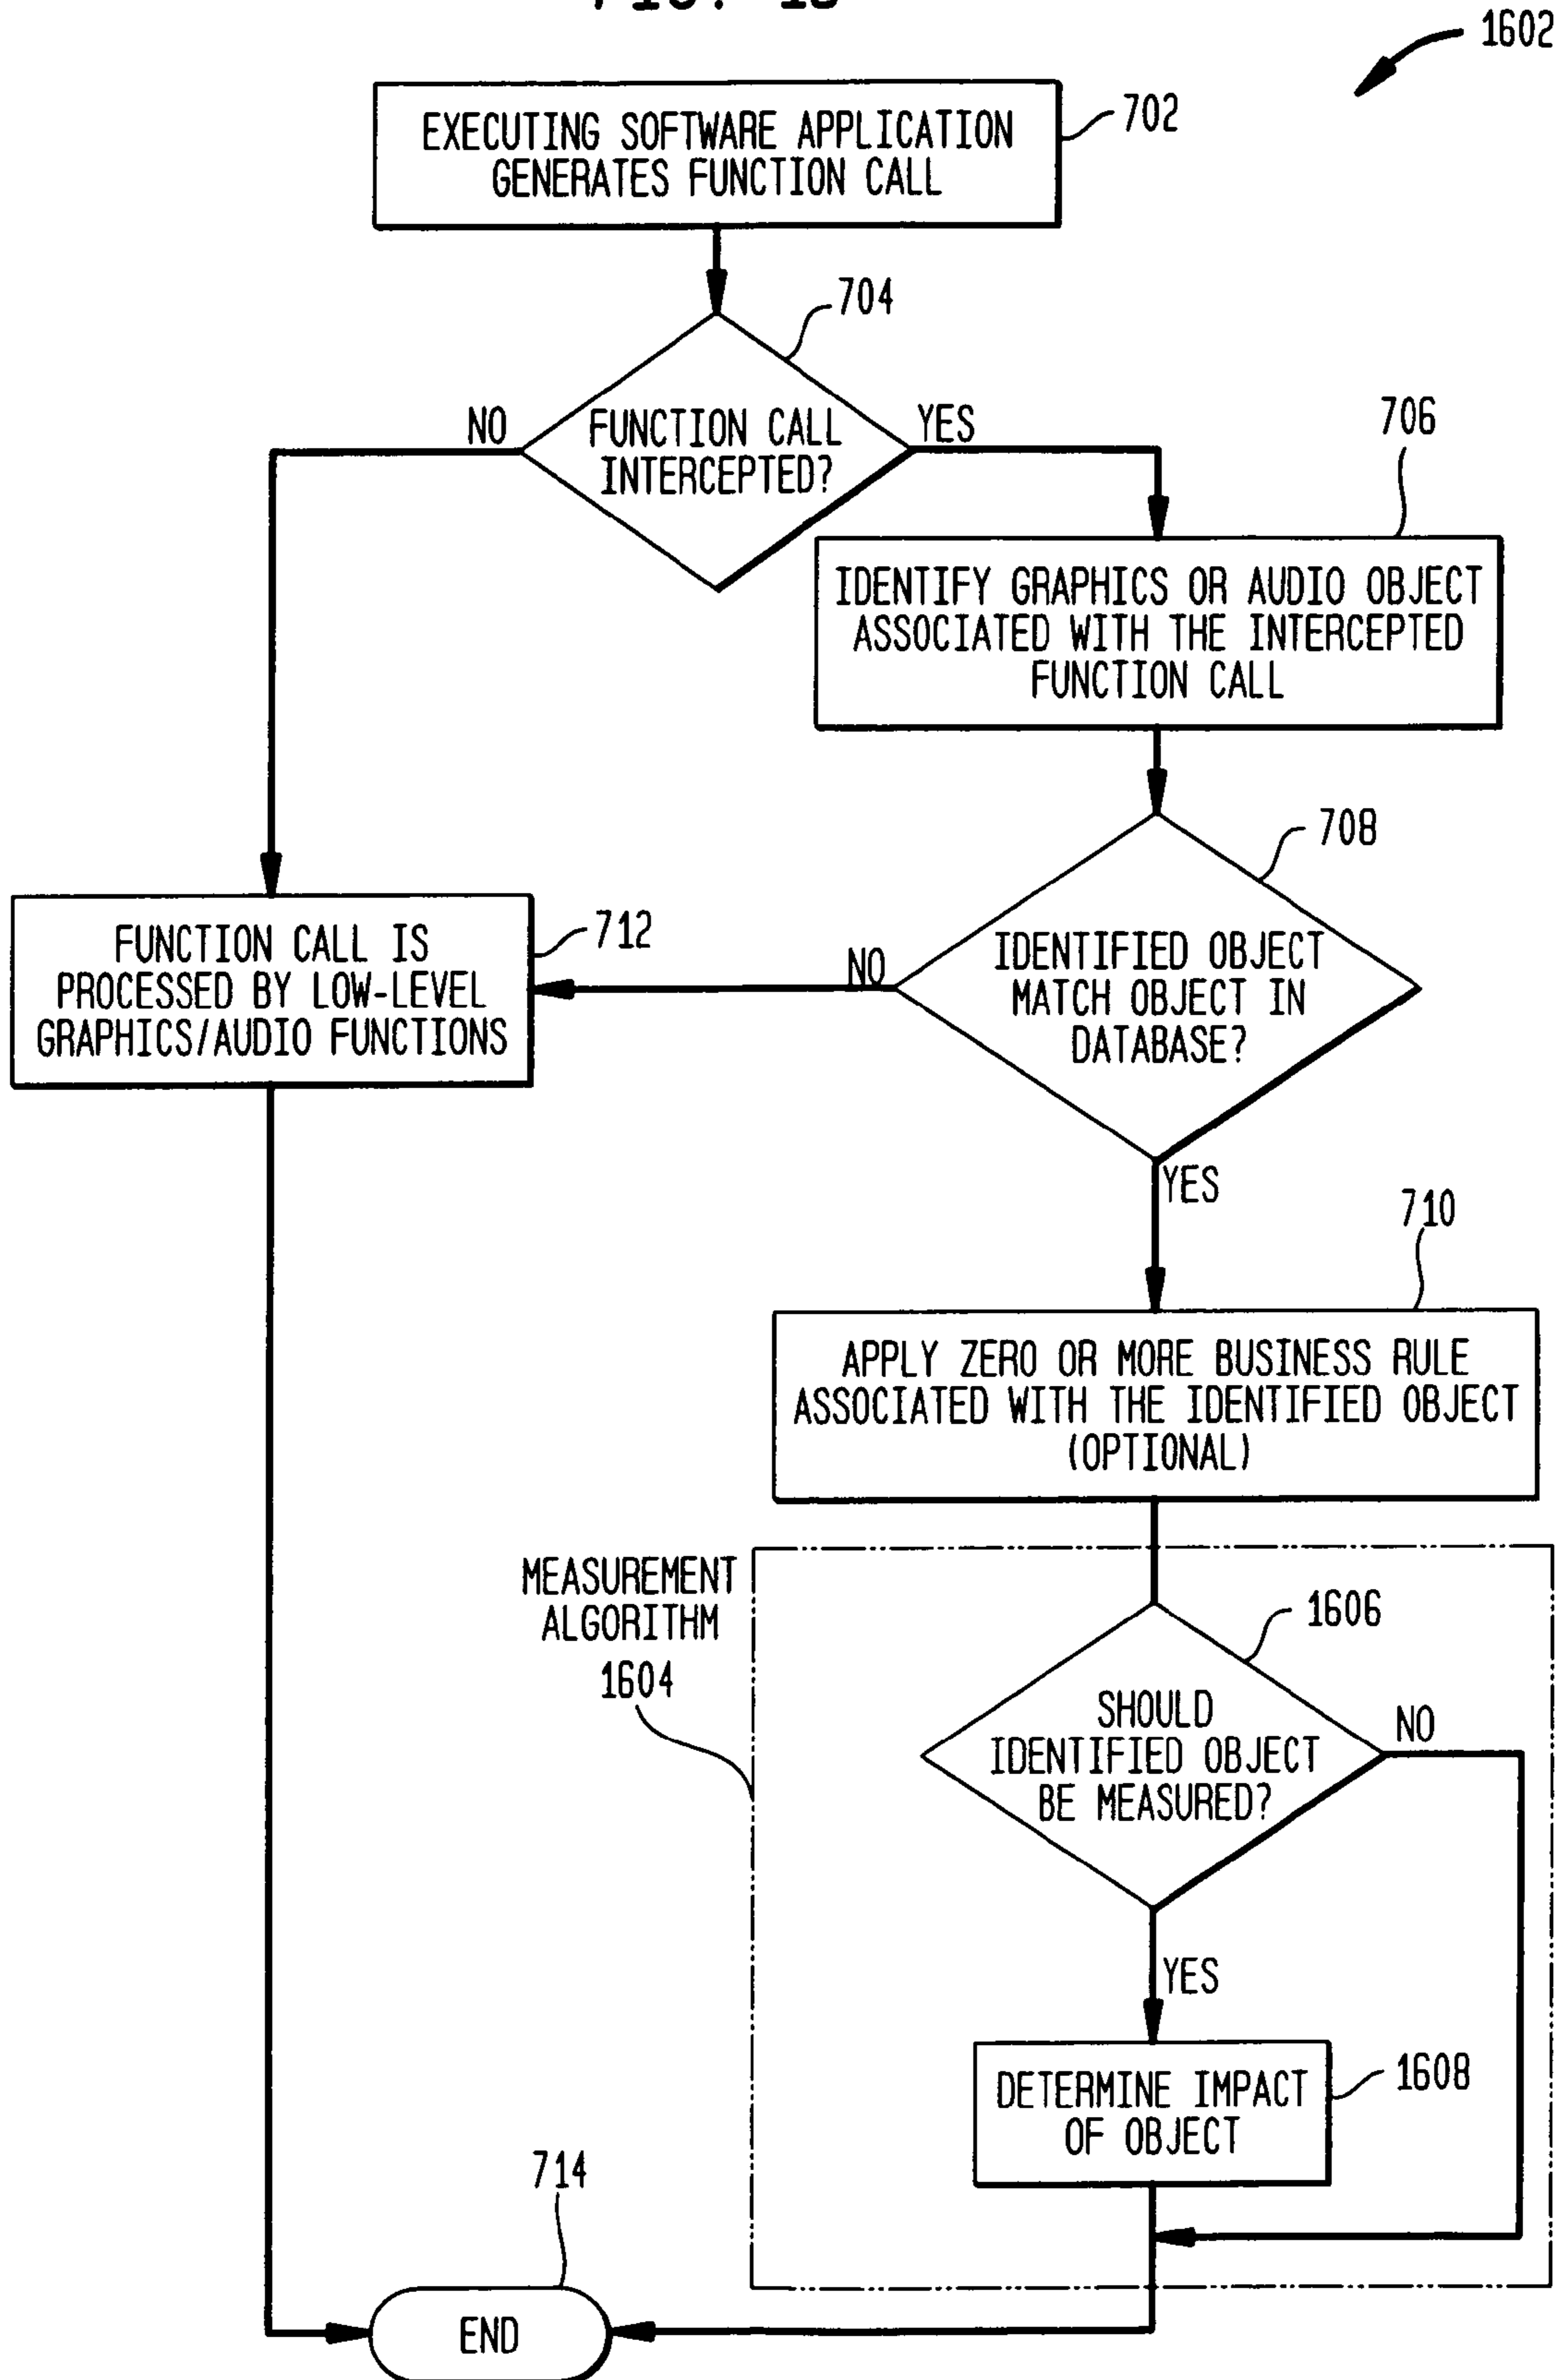 1602
EXECUTING SOFTWARE APPLICATION
GENERATES FUNCTION CALL
702
704
NO
FUNCTION CALL
INTERCEPTED?
YES
706
IDENTIFY GRAPHICS OR AUDIO OBJECT
ASSOCIATED WITH THE INTERCEPTED
FUNCTION CALL
708
FUNCTION CALL IS
PROCESSED BY LOW-LEVEL
GRAPHICS/AUDIO FUNCTIONS
712
NO
IDENTIFIED OBJECT
MATCH OBJECT IN
DATABASE?
YES
710
APPLY ZERO OR MORE BUSINESS RULE
ASSOCIATED WITH THE IDENTIFIED OBJECT
(OPTIONAL)
MEASUREMENT
ALGORITHM
1604
1606
SHOULD
IDENTIFIED OBJECT
BE MEASURED?
NO
YES
DETERMINE IMPACT
OF OBJECT
1608
714
END